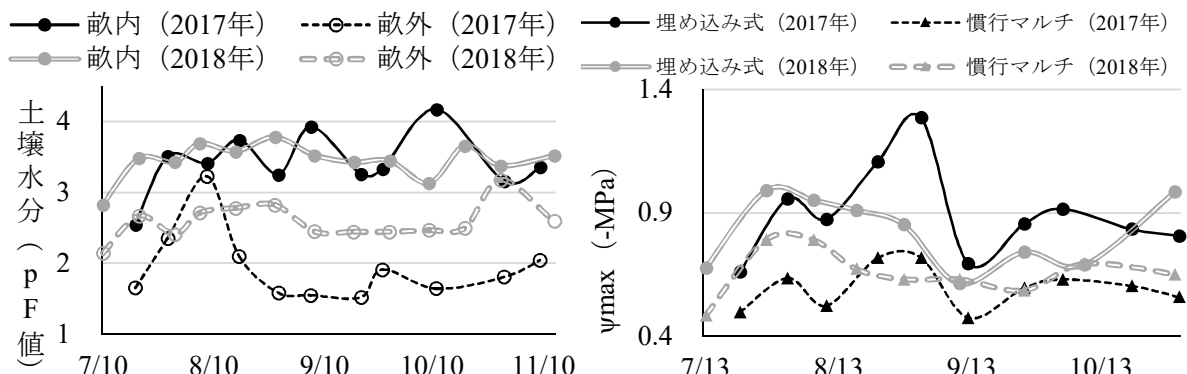 畝内（2017年） 畝外（2017年）
畝内（2018年） 畝外（2018年）
土壌水分（pF値）
4
3
2
1
7/10 8/10 9/10 10/10 11/10
埋め込み式（2017年） 慣行マルチ（2017年）
埋め込み式（2018年） 慣行マルチ（2018年）
ψmax（-MPa）
1.4
0.9
0.4
7/13 8/13 9/13 10/13